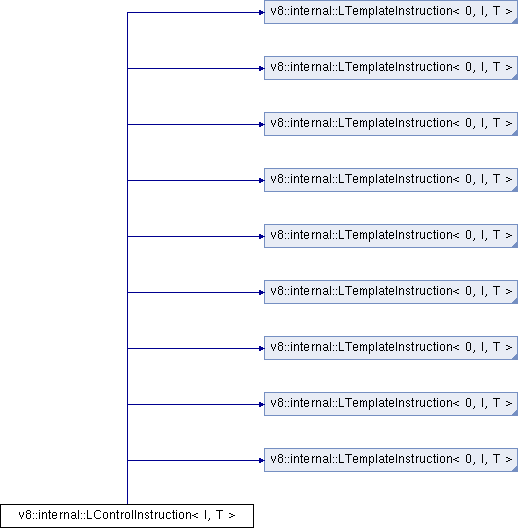 v8::internal::LTemplateInstruction< 0, I, T >
v8::internal::LTemplateInstruction< 0, I, T >
v8::internal::LTemplateInstruction< 0, I, T >
v8::internal::LTemplateInstruction< 0, I, T >
v8::internal::LTemplateInstruction< 0, I, T >
v8::internal::LTemplateInstruction< 0, I, T >
v8::internal::LTemplateInstruction< 0, I, T >
v8::internal::LTemplateInstruction< 0, I, T >
v8::internal::LTemplateInstruction< 0, I, T >
v8::internal::LControlInstruction< I, T >